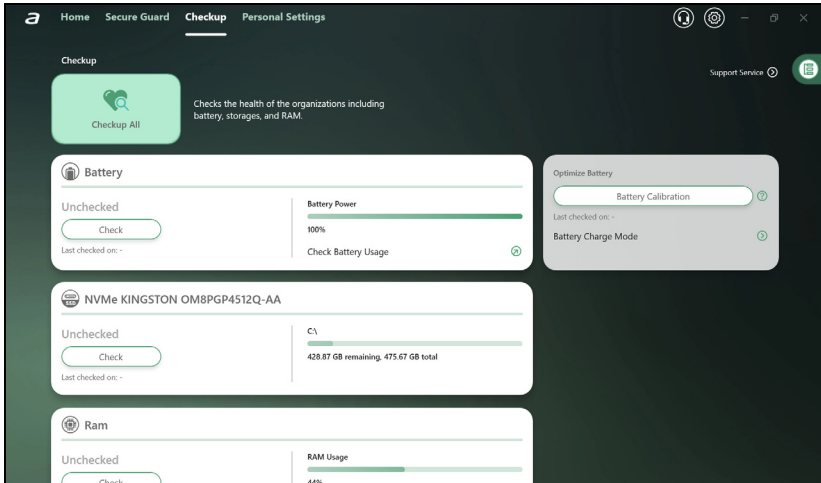 a Home Secure Guard Checkup Personal Settings
Checkup
Support Service
Checkup All
Checks the health of the organizations including
battery, storages, and RAM.
Battery
Unchecked
Check
Last checked on: -
Battery Power
100%
Check Battery Usage
Optimize Battery
Battery Calibration
?
Last checked on: -
Battery Charge Mode
SSD
NVMe KINGSTON OM8PGP4512Q-AA
Unchecked
Check
Last checked on: -
C:\
428.87 GB remaining, 475.67 GB total
Ram
Unchecked
Check
RAM Usage
44%